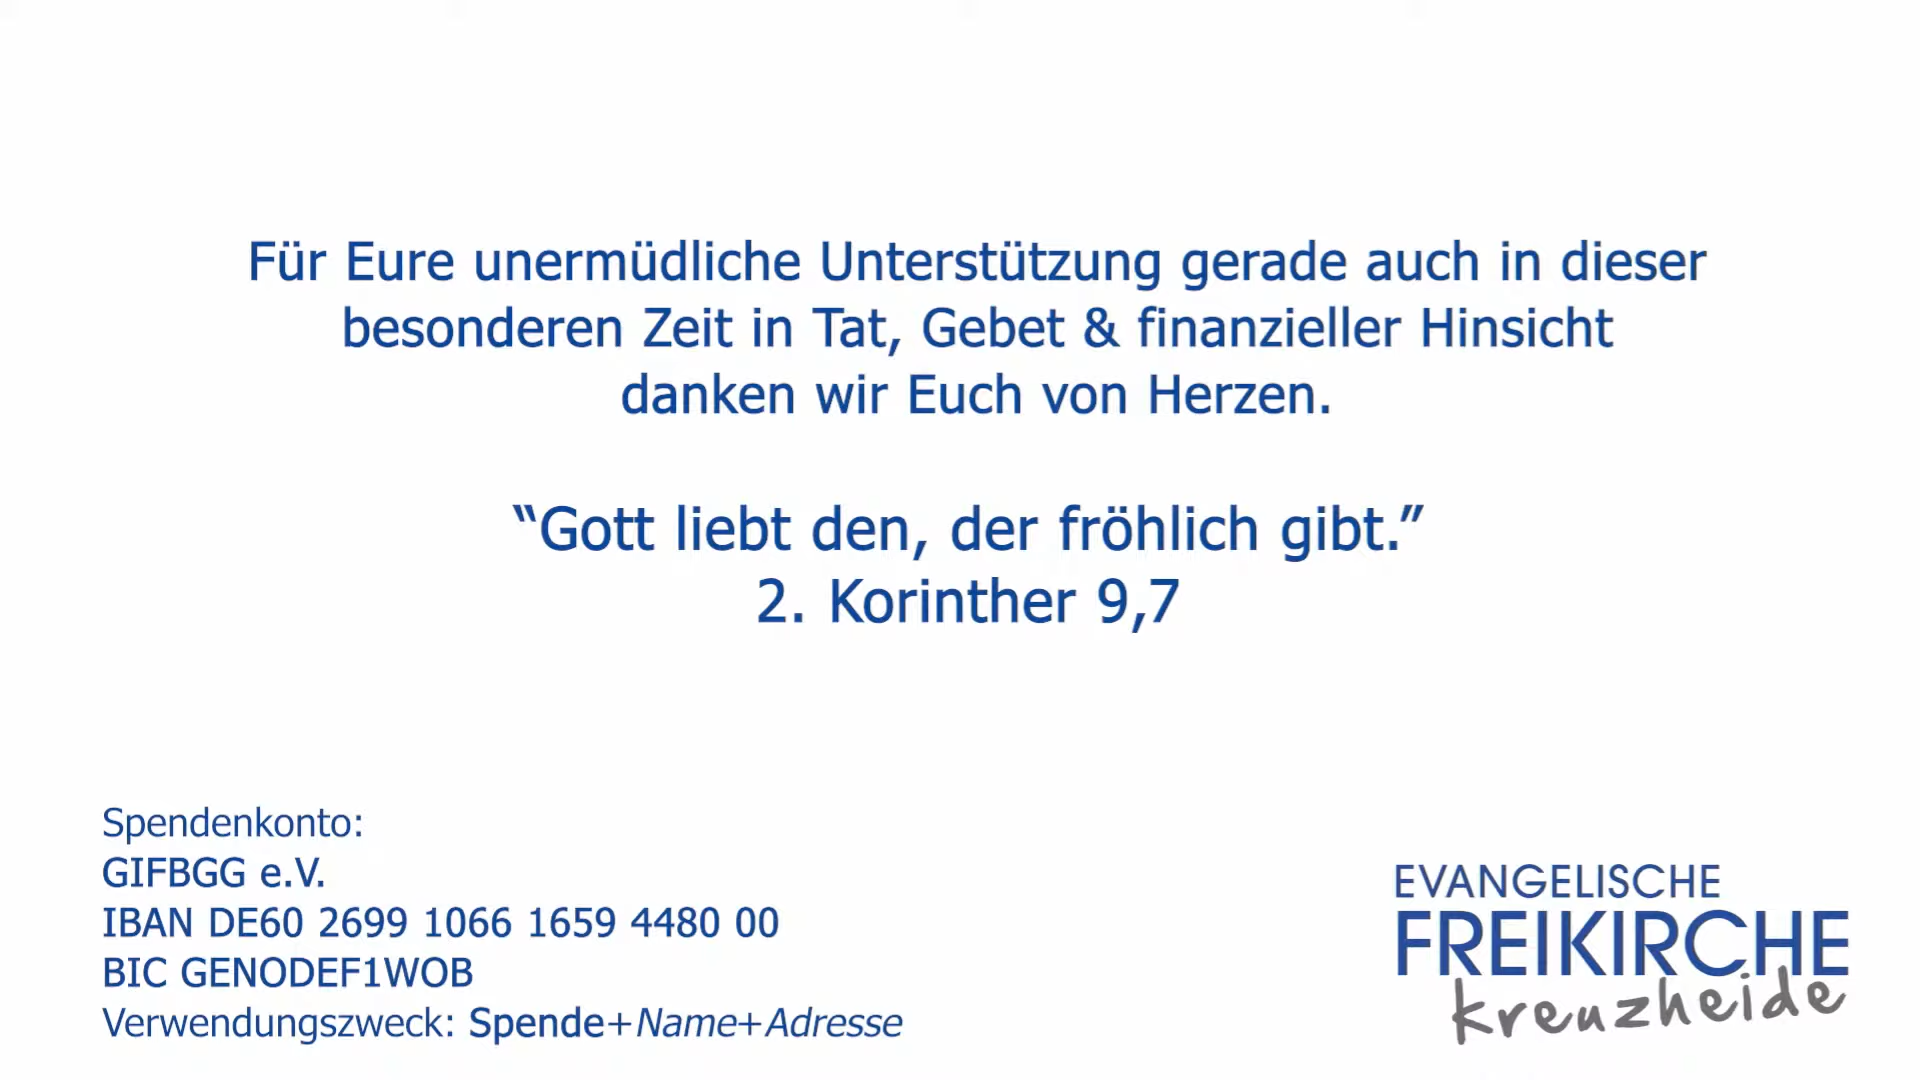 Für Eure unermüdliche Unterstützung gerade auch in dieser
besonderen Zeit in Tat, Gebet & finanzieller Hinsicht
danken wir Euch von Herzen.
“Gott liebt den, der fröhlich gibt.”
2. Korinther 9,7
Spendenkonto:
GIFBGG e.V.
IBAN DE60 2699 1066 1659 4480 00
BIC GENODEF1WOB
Verwendungszweck: Spende+Name+Adresse
EVANGELISCHE
FREIKIRCHE
kreuzheide